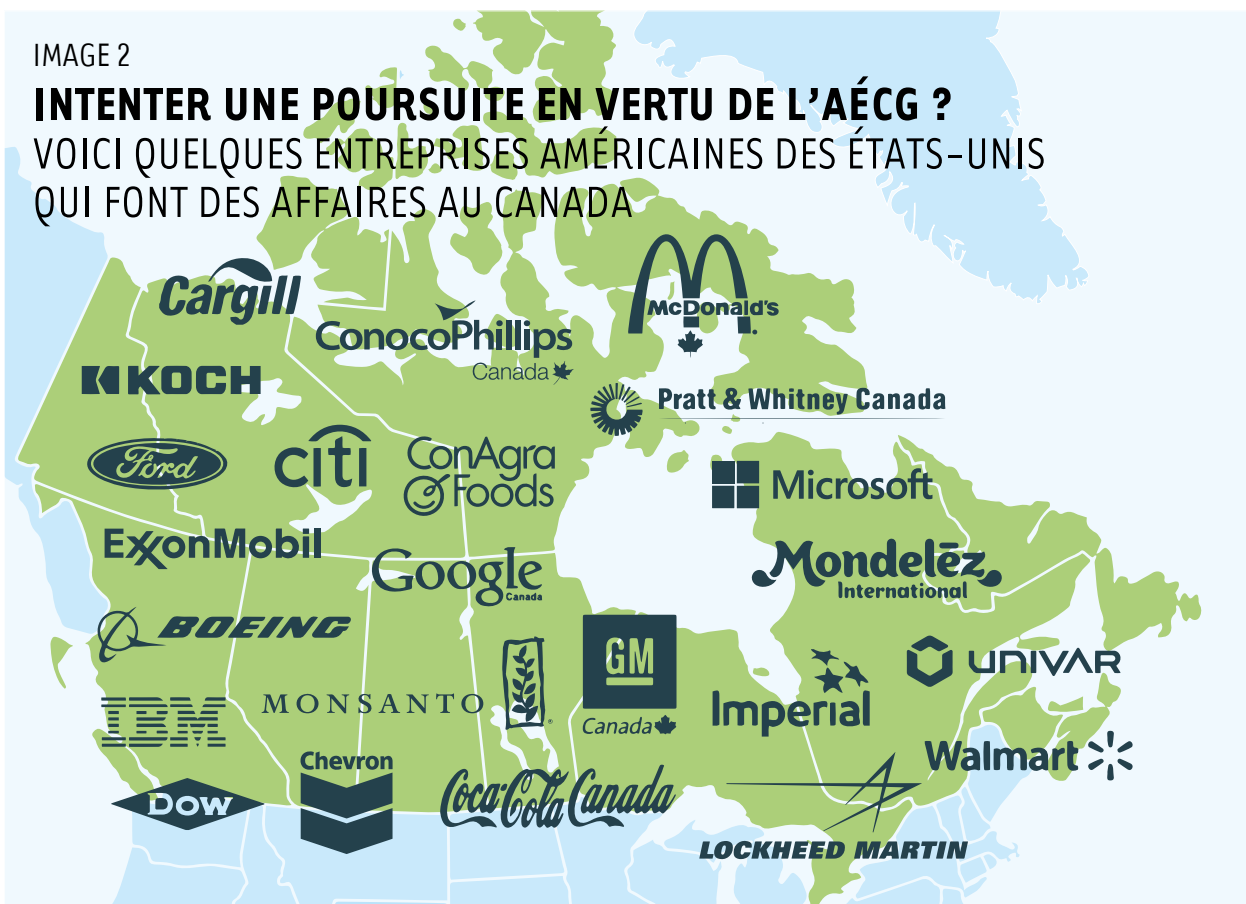 IMAGE 2
INTENTER UNE POURSUITE EN VERTU DE L'AÉCG ?
VOICI QUELQUES ENTREPRISES AMÉRICAINES DES ÉTATS-UNIS
QUI FONT DES AFFAIRES AU CANADA
Cargill
ConocoPhillips
Canada
McDonald's
KOCH
Pratt & Whitney Canada
Ford
citi
ConAgra
Foods
Microsoft
ExxonMobil
Google
Canada
Mondelēz
International
BOEING
GM
Canada
UNIVAR
IBM
MONSANTO
Imperial
Chevron
Walmart
Dow
Coca-Cola Canada
LOCKHEED MARTIN